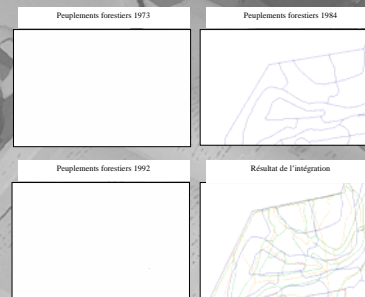 Peuplements forestiers 1973
Peuplements forestiers 1984
Peuplements forestiers 1992
Résultat de l'intégration